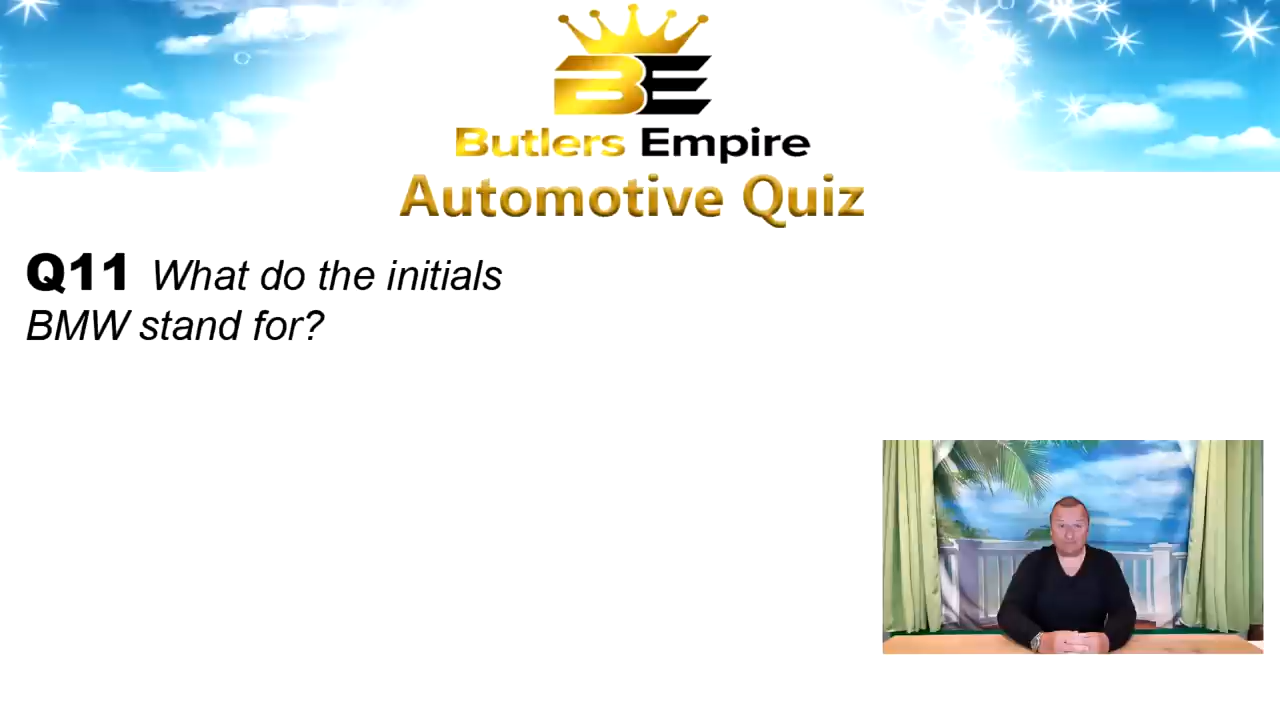 BE
Butlers Empire
Automotive Quiz
Q11 What do the initials
BMW stand for?